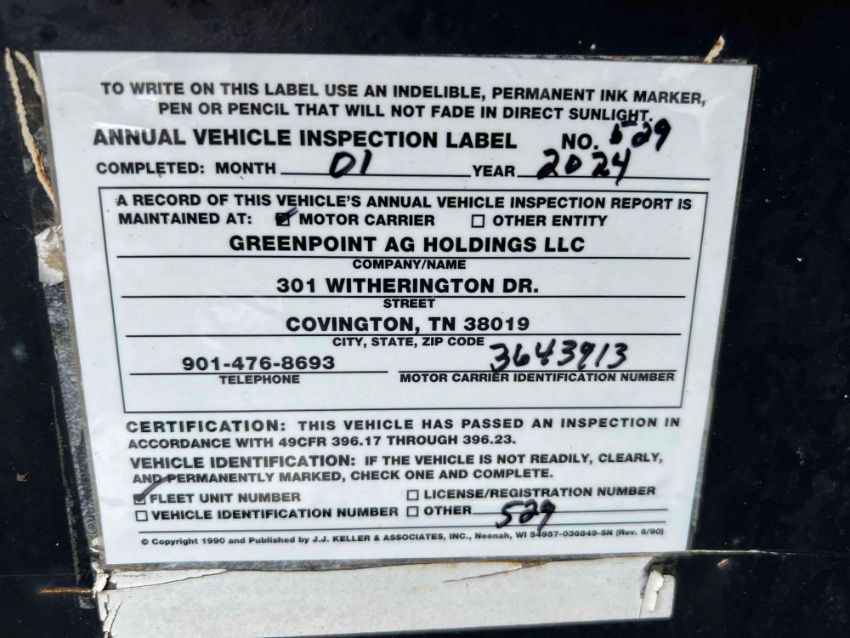 TO WRITE ON THIS LABEL USE AN INDELIBLE, PERMANENT INK MARKER,
PEN OR PENCIL THAT WILL NOT FADE IN DIRECT SUNLIGHT.
ANNUAL VEHICLE INSPECTION LABEL NO. 529
COMPLETED: MONTH 01 YEAR 2024
A RECORD OF THIS VEHICLE'S ANNUAL VEHICLE INSPECTION REPORT IS
MAINTAINED AT: MOTOR CARRIER OTHER ENTITY
GREENPOINT AG HOLDINGS LLC
COMPANY/NAME
301 WITHERINGTON DR.
STREET
COVINGTON, TN 38019
CITY, STATE, ZIP CODE
901-476-8693 3643913
TELEPHONE MOTOR CARRIER IDENTIFICATION NUMBER
CERTIFICATION: THIS VEHICLE HAS PASSED AN INSPECTION IN
ACCORDANCE WITH 49CFR 396.17 THROUGH 396.23.
VEHICLE IDENTIFICATION: IF THE VEHICLE IS NOT READILY, CLEARLY,
AND PERMANENTLY MARKED, CHECK ONE AND COMPLETE.
FLEET UNIT NUMBER LICENSE/REGISTRATION NUMBER
VEHICLE IDENTIFICATION NUMBER OTHER 529
© Copyright 1990 and Published by J.J. KELLER & ASSOCIATES, INC., Neenah, WI 54957-036849-5N (Rev. 6/90)